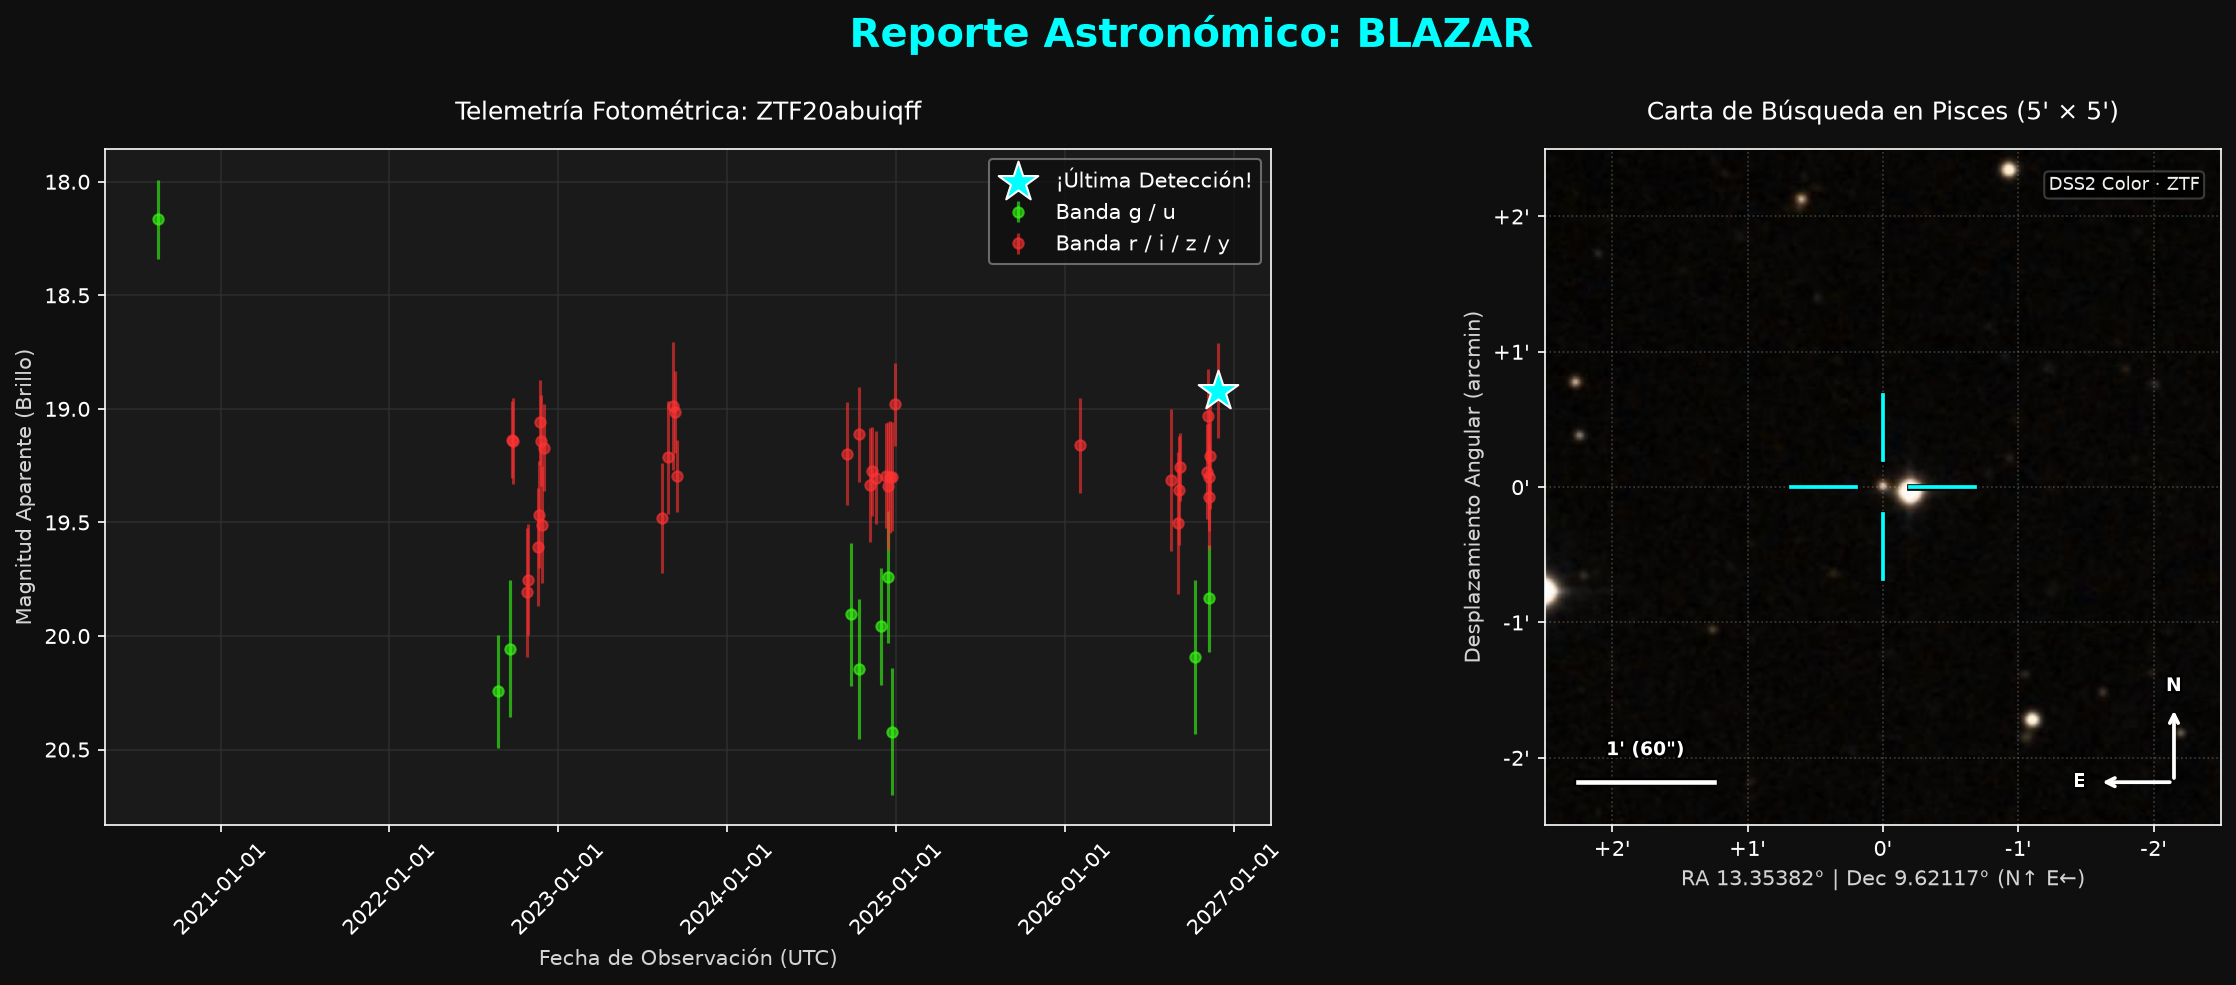 Reporte Astronómico: BLAZAR
Telemetría Fotométrica: ZTF20abuiqff
Magnitud Aparente (Brillo)
18.0
18.5
19.0
19.5
20.0
20.5
¡Última Detección!
Banda g / u
Banda r / i / z / y
2021-01-01
2022-01-01
2023-01-01
2024-01-01
2025-01-01
2026-01-01
2027-01-01
Fecha de Observación (UTC)
Carta de Búsqueda en Pisces (5' × 5')
DSS2 Color · ZTF
Desplazamiento Angular (arcmin)
+2'
+1'
0'
-1'
-2'
1' (60")
N
E
+2'
+1'
0'
-1'
-2'
RA 13.35382° | Dec 9.62117° (N↑ E←)